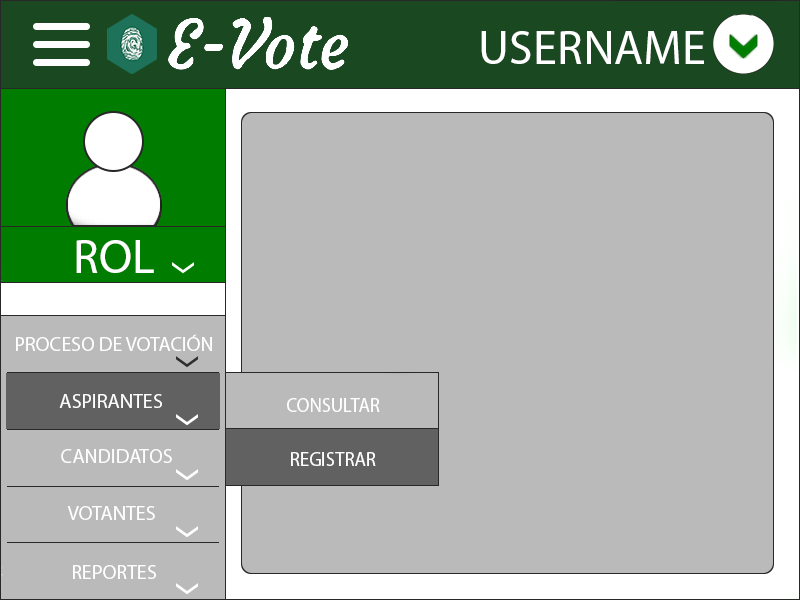 E-Vote
USERNAME
ROL
PROCESO DE VOTACIÓN
ASPIRANTES
CONSULTAR
CANDIDATOS
REGISTRAR
VOTANTES
REPORTES